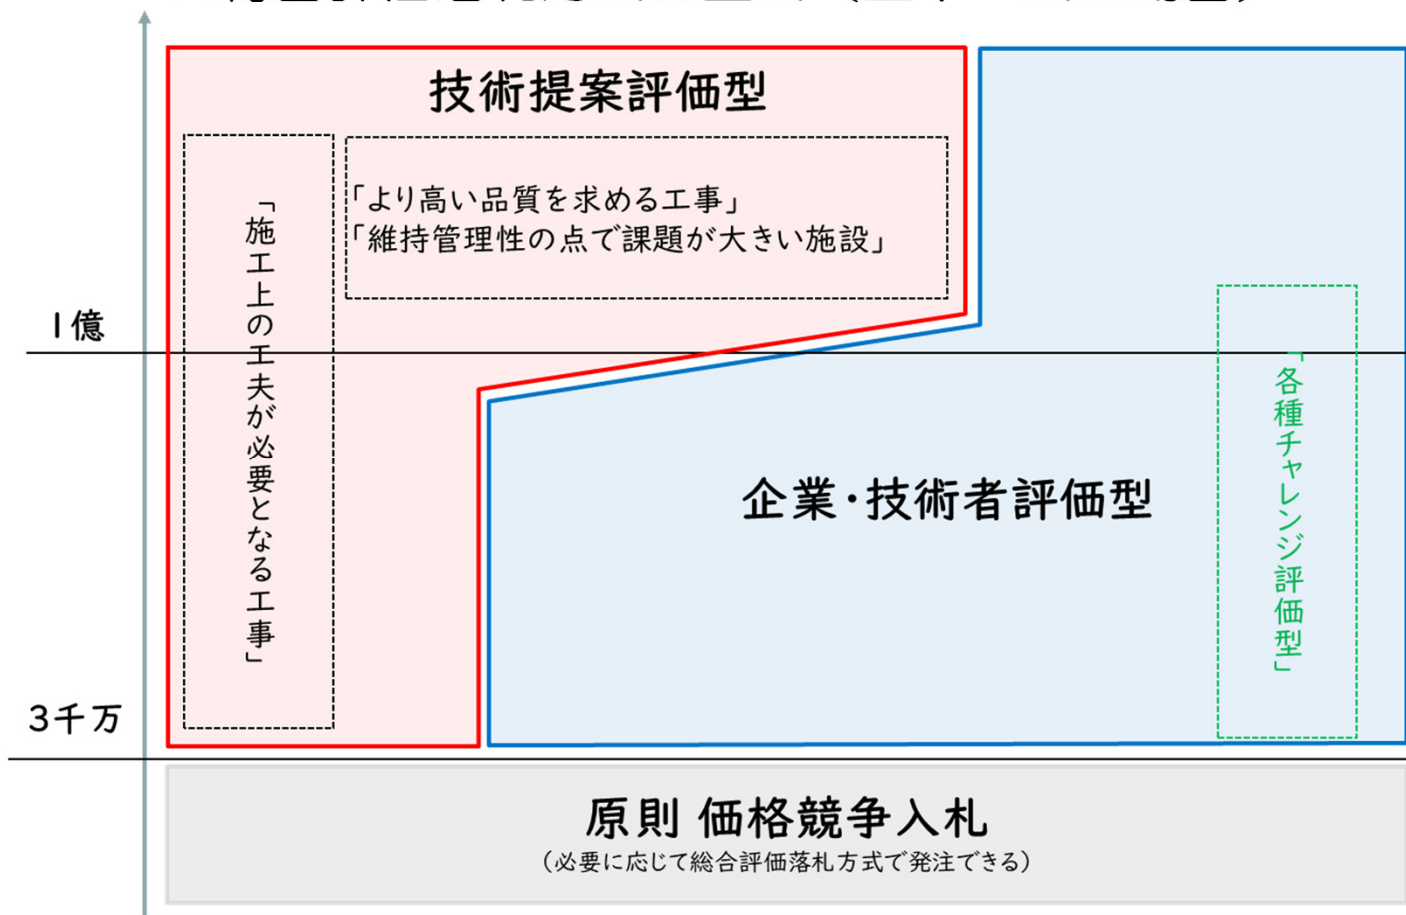 技術提案評価型
「より高い品質を求める工事」
「維持管理性の点で課題が大きい施設」
「施工上の工夫が必要となる工事」
1億
「各種チャレンジ評価型」
企業・技術者評価型
3千万
原則 価格競争入札
（必要に応じて総合評価落札方式で発注できる）